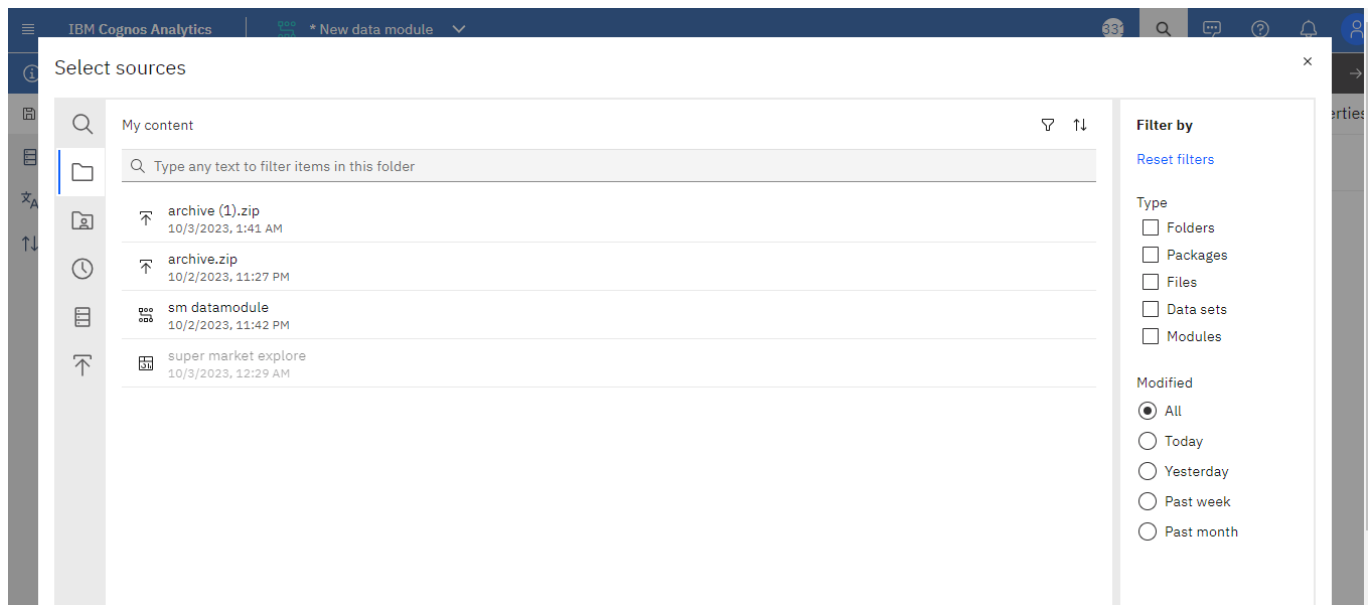 IBM Cognos Analytics
* New data module
Select sources
My content
Type any text to filter items in this folder
archive (1).zip
10/3/2023, 1:41 AM
archive.zip
10/2/2023, 11:27 PM
sm datamodule
10/2/2023, 11:42 PM
super market explore
10/3/2023, 12:29 AM
Filter by
Reset filters
Type
Folders
Packages
Files
Data sets
Modules
Modified
All
Today
Yesterday
Past week
Past month